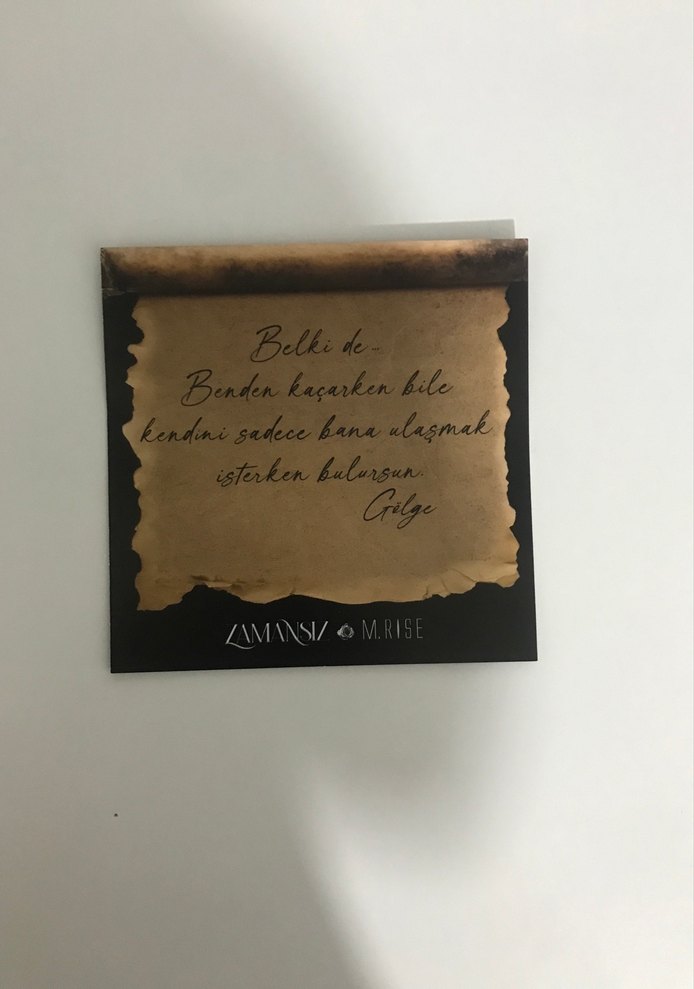 Belki de...
Benden kaçarken bile
kendini sadece bana ulaşmak
isterken bulursun.
Gölge
ZAMANSIZ M.RISE